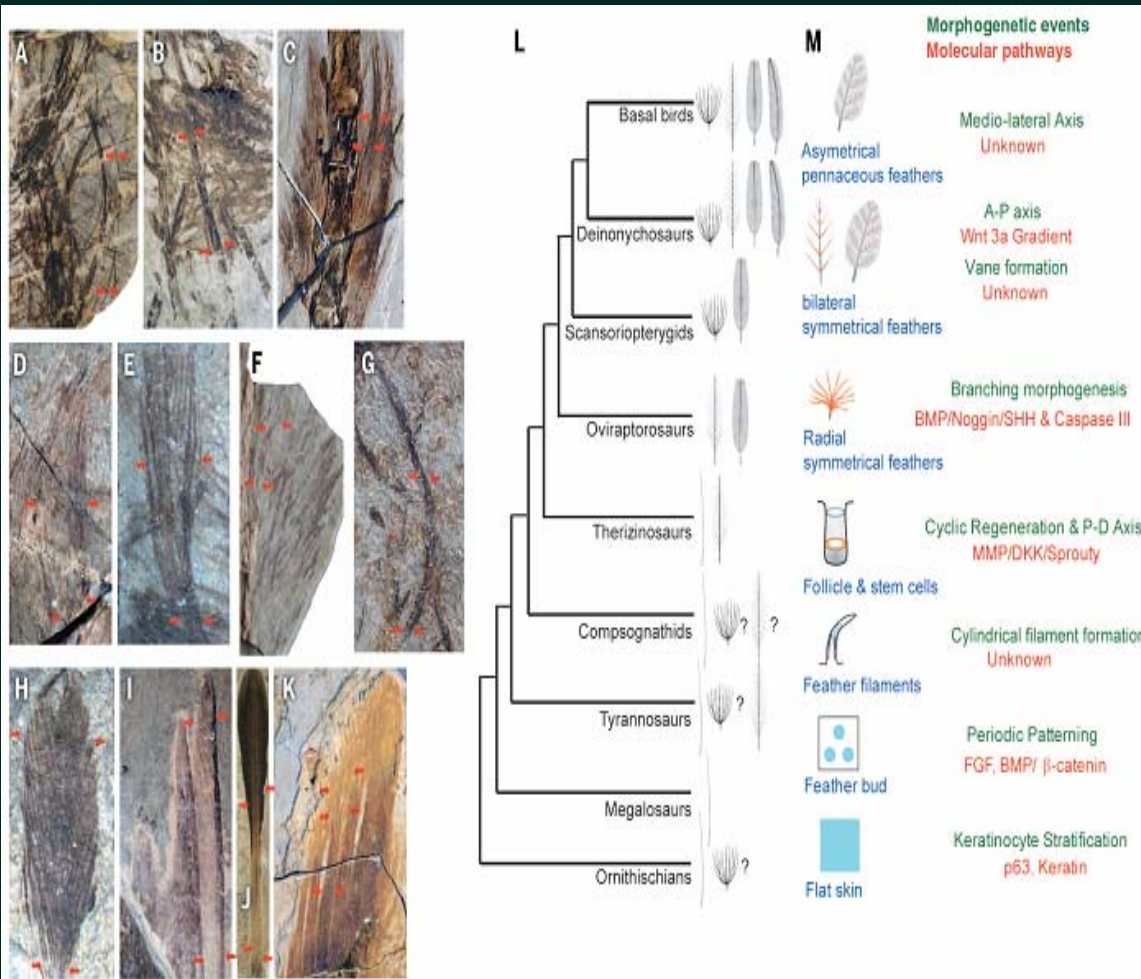 A
B
C
D
E
F
G
H
I
J
K
L
Basal birds
Deinonychosaurs
Scansoriopterygids
Oviraptorosaurs
Therizinosaurs
Compsognathids
? ?
Tyrannosaurs
?
Megalosaurs
Ornithischians
?
M
Morphogenetic events
Molecular pathways
Asymetrical
pennaceous feathers
Medio-lateral Axis
Unknown
bilateral
symmetrical feathers
A-P axis
Wnt 3a Gradient
Vane formation
Unknown
Radial
symmetrical feathers
Branching morphogenesis
BMP/Noggin/SHH & Caspase III
Follicle & stem cells
Cyclic Regeneration & P-D Axis
MMP/DKK/Sprouty
Feather filaments
Cylindrical filament formation
Unknown
Feather bud
Periodic Patterning
FGF, BMP/ β-catenin
Flat skin
Keratinocyte Stratification
p63, Keratin